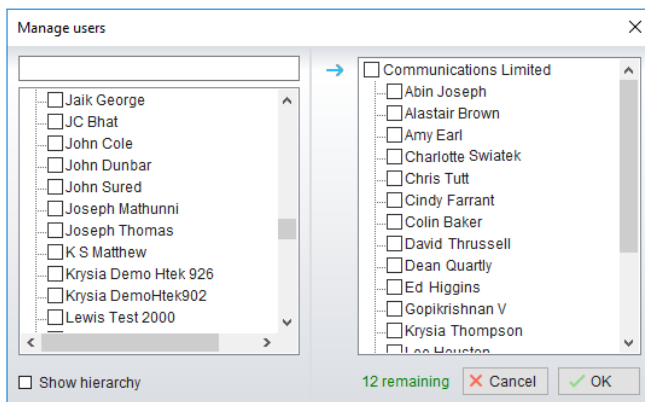 Manage users
Jaik George
JC Bhat
John Cole
John Dunbar
John Sured
Joseph Mathunni
Joseph Thomas
K S Matthew
Krysia Demo Htek 926
Krysia DemoHtek902
Lewis Test 2000
Show hierarchy
Communications Limited
Abin Joseph
Alastair Brown
Amy Earl
Charlotte Swiatek
Chris Tutt
Cindy Farrant
Colin Baker
David Thrussell
Dean Quartly
Ed Higgins
Gopikrishnan V
Krysia Thompson
Lee Houston
12 remaining
Cancel
OK